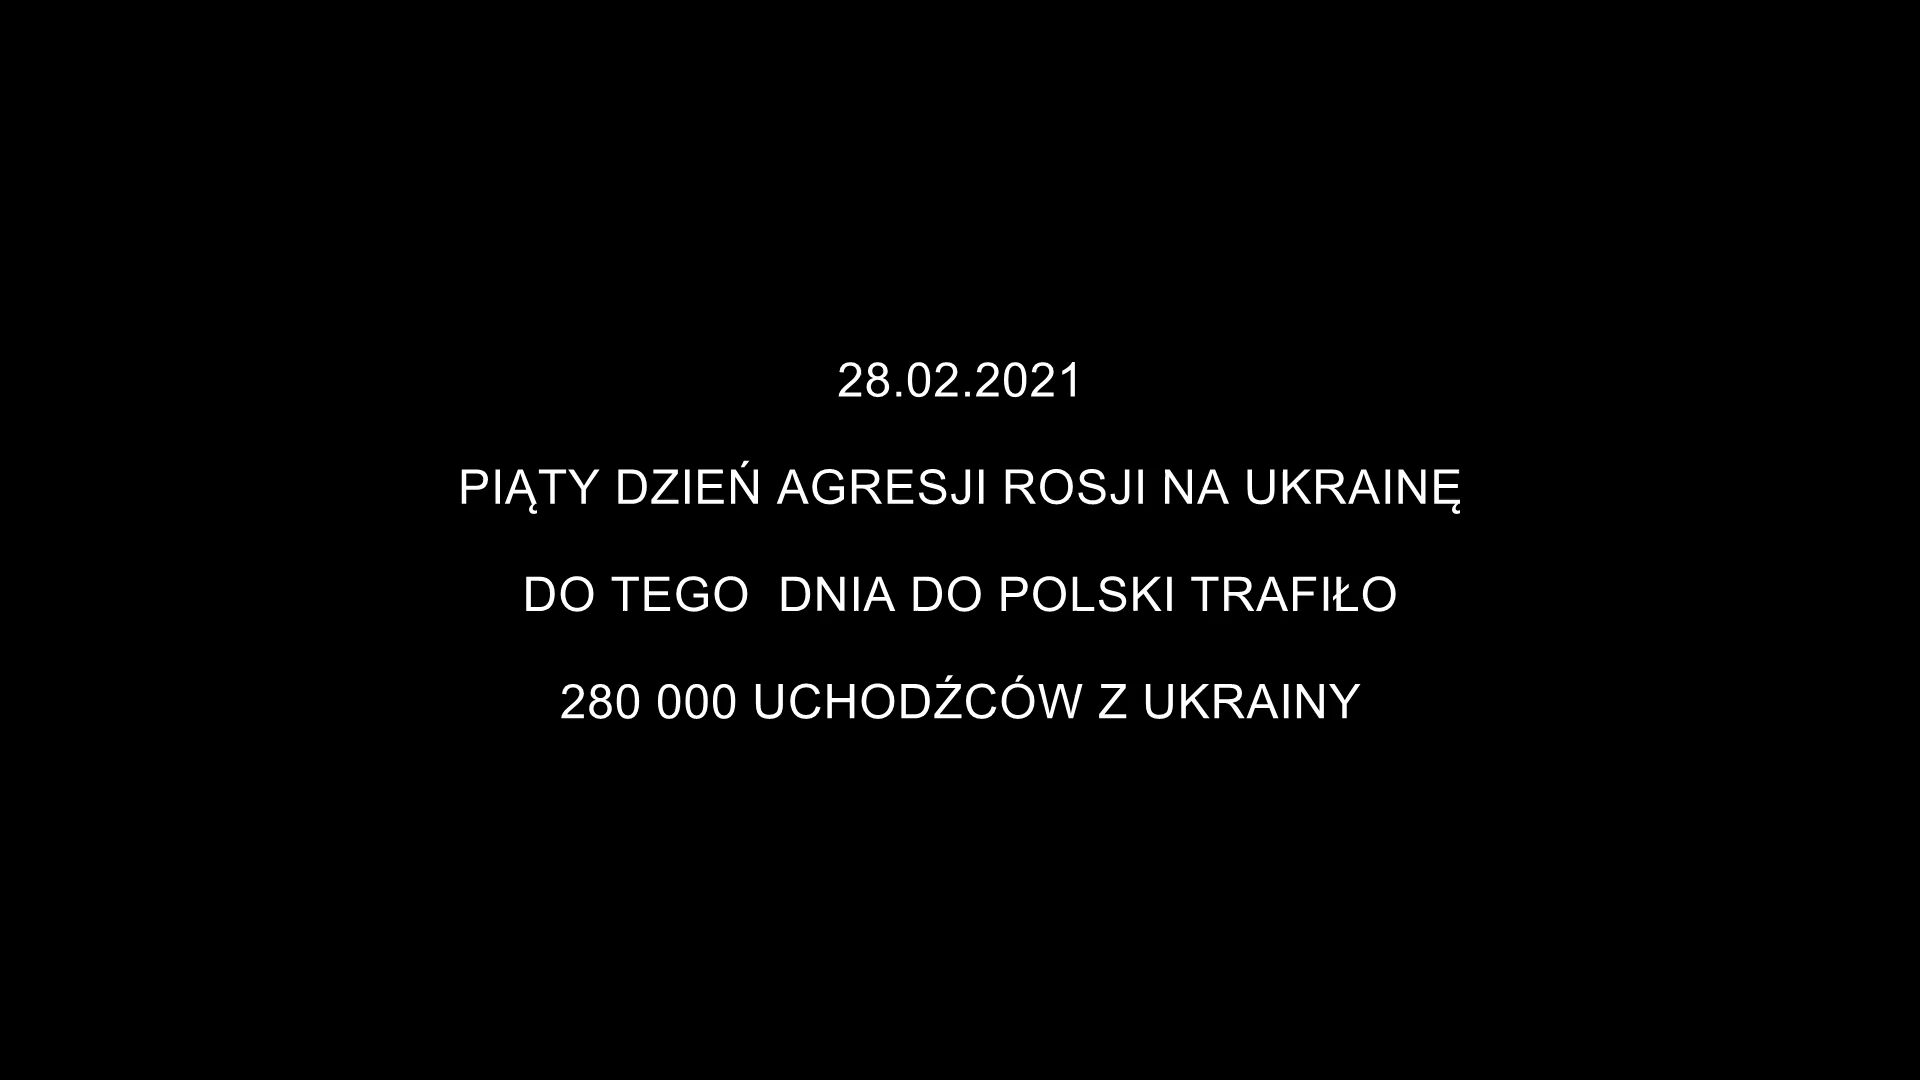 28.02.2021
PIĄTY DZIEŃ AGRESJI ROSJI NA UKRAINĘ
DO TEGO  DNIA DO POLSKI TRAFIŁO
280 000 UCHODŹCÓW Z UKRAINY